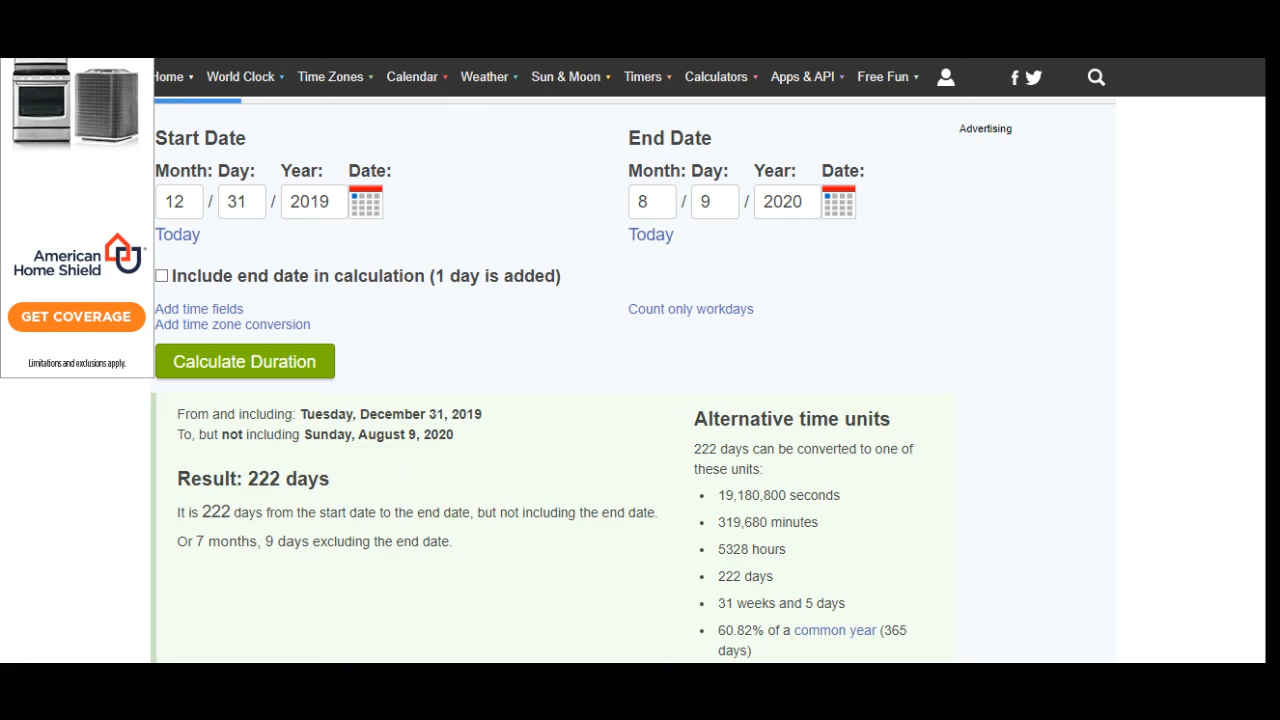 Home World Clock Time Zones Calendar Weather Sun & Moon Timers Calculators Apps & API Free Fun
Advertising
Start Date
Month: Day: Year: Date:
12 / 31 / 2019
Today
End Date
Month: Day: Year: Date:
8 / 9 / 2020
Today
Include end date in calculation (1 day is added)
Add time fields
Add time zone conversion
Count only workdays
Calculate Duration
American
Home Shield
GET COVERAGE
Limitations and exclusions apply.
From and including: Tuesday, December 31, 2019
To, but not including Sunday, August 9, 2020
Result: 222 days
It is 222 days from the start date to the end date, but not including the end date.
Or 7 months, 9 days excluding the end date.
Alternative time units
222 days can be converted to one of
these units:
• 19,180,800 seconds
• 319,680 minutes
• 5328 hours
• 222 days
• 31 weeks and 5 days
• 60.82% of a common year (365
days)